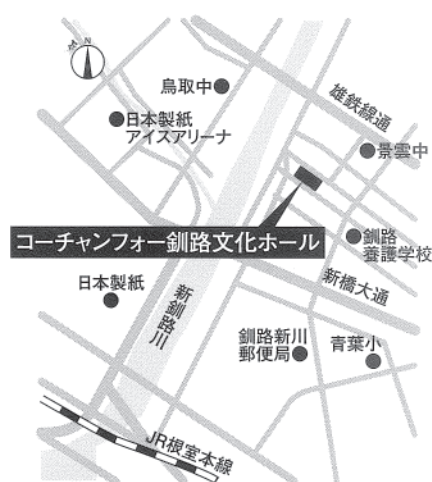 N
鳥取中
日本製紙
アイスアリーナ
雄鉄線通
景雲中
コーチャンフォー釧路文化ホール
釧路
養護学校
日本製紙
新釧路川
新橋大通
釧路新川
郵便局
青葉小
JR根室本線